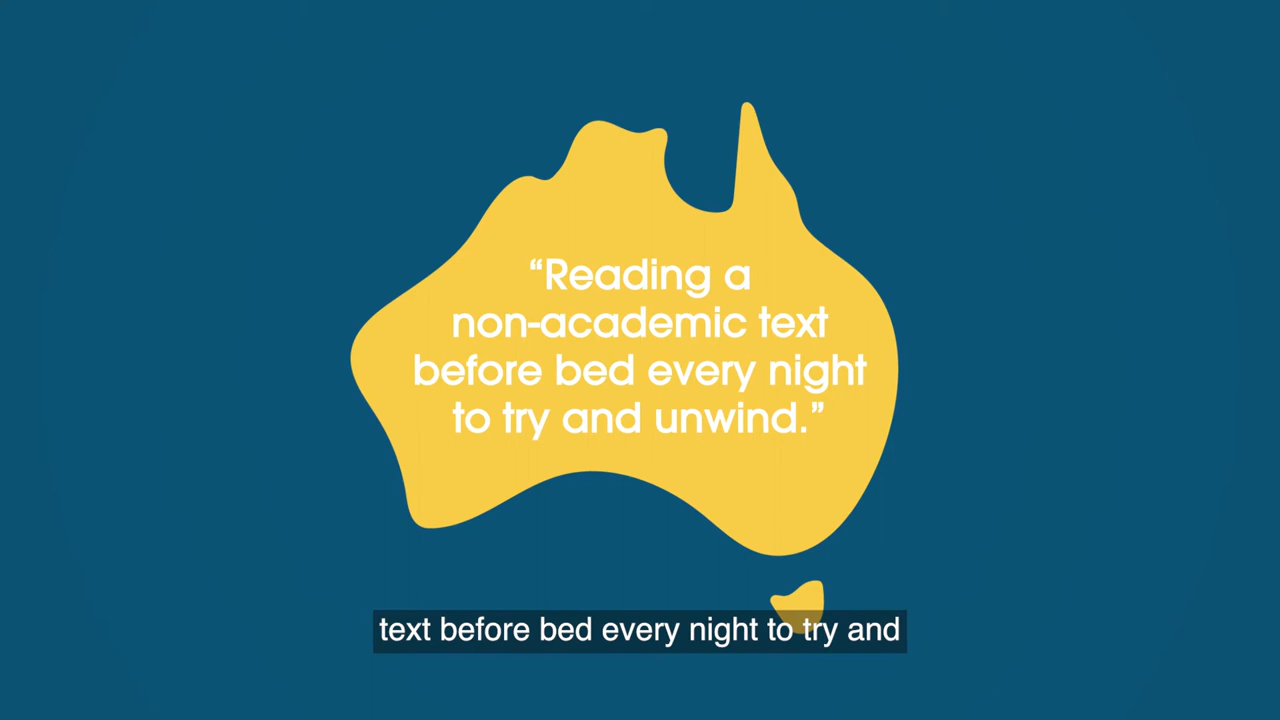 “Reading a
non-academic text
before bed every night
to try and unwind.”
text before bed every night to try and